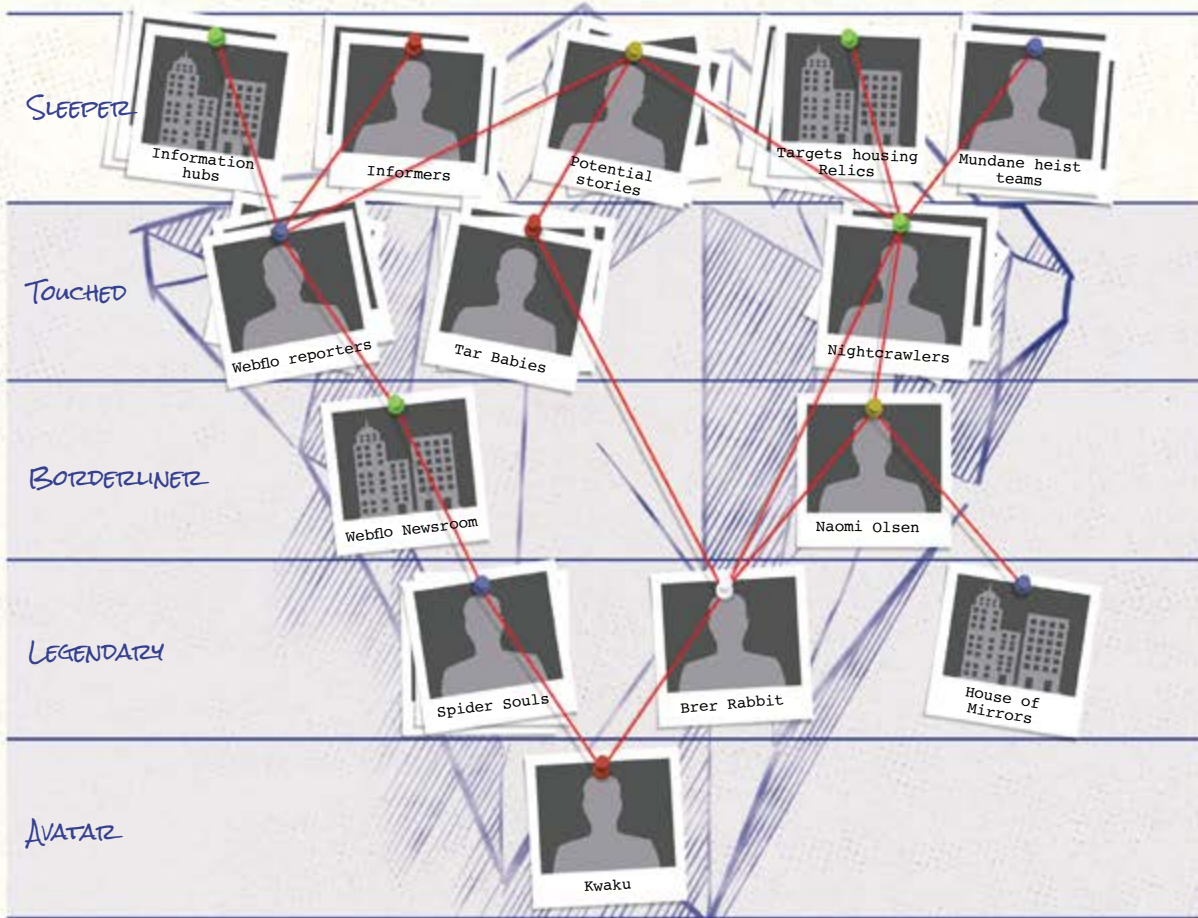 SLEEPER
Information
hubs
Informers
Potential
stories
Targets housing
Relics
Mundane heist
teams
TOUCHED
Webflo reporters
Tar Babies
Nightcrawlers
BORDERLINER
Webflo Newsroom
Naomi Olsen
LEGENDARY
Spider Souls
Brer Rabbit
House of
Mirrors
AVATAR
Kwaku